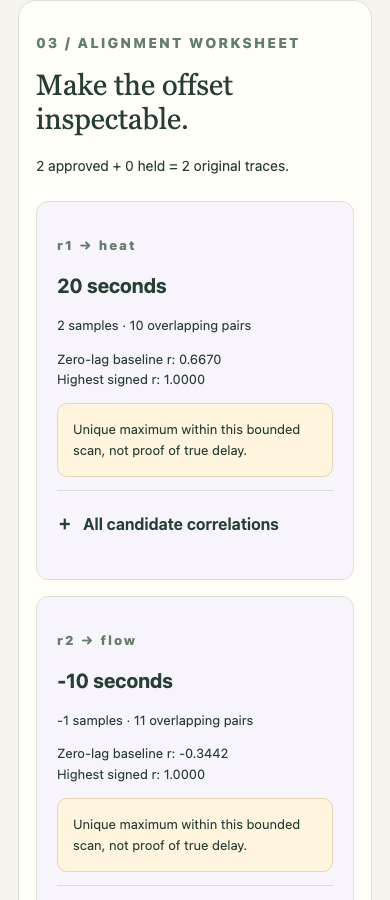 03 / ALIGNMENT WORKSHEET
Make the offset
inspectable.
2 approved + 0 held = 2 original traces.
r1 → heat
20 seconds
2 samples · 10 overlapping pairs
Zero-lag baseline r: 0.6670
Highest signed r: 1.0000
Unique maximum within this bounded
scan, not proof of true delay.
+ All candidate correlations
r2 → flow
-10 seconds
-1 samples · 11 overlapping pairs
Zero-lag baseline r: -0.3442
Highest signed r: 1.0000
Unique maximum within this bounded
scan, not proof of true delay.